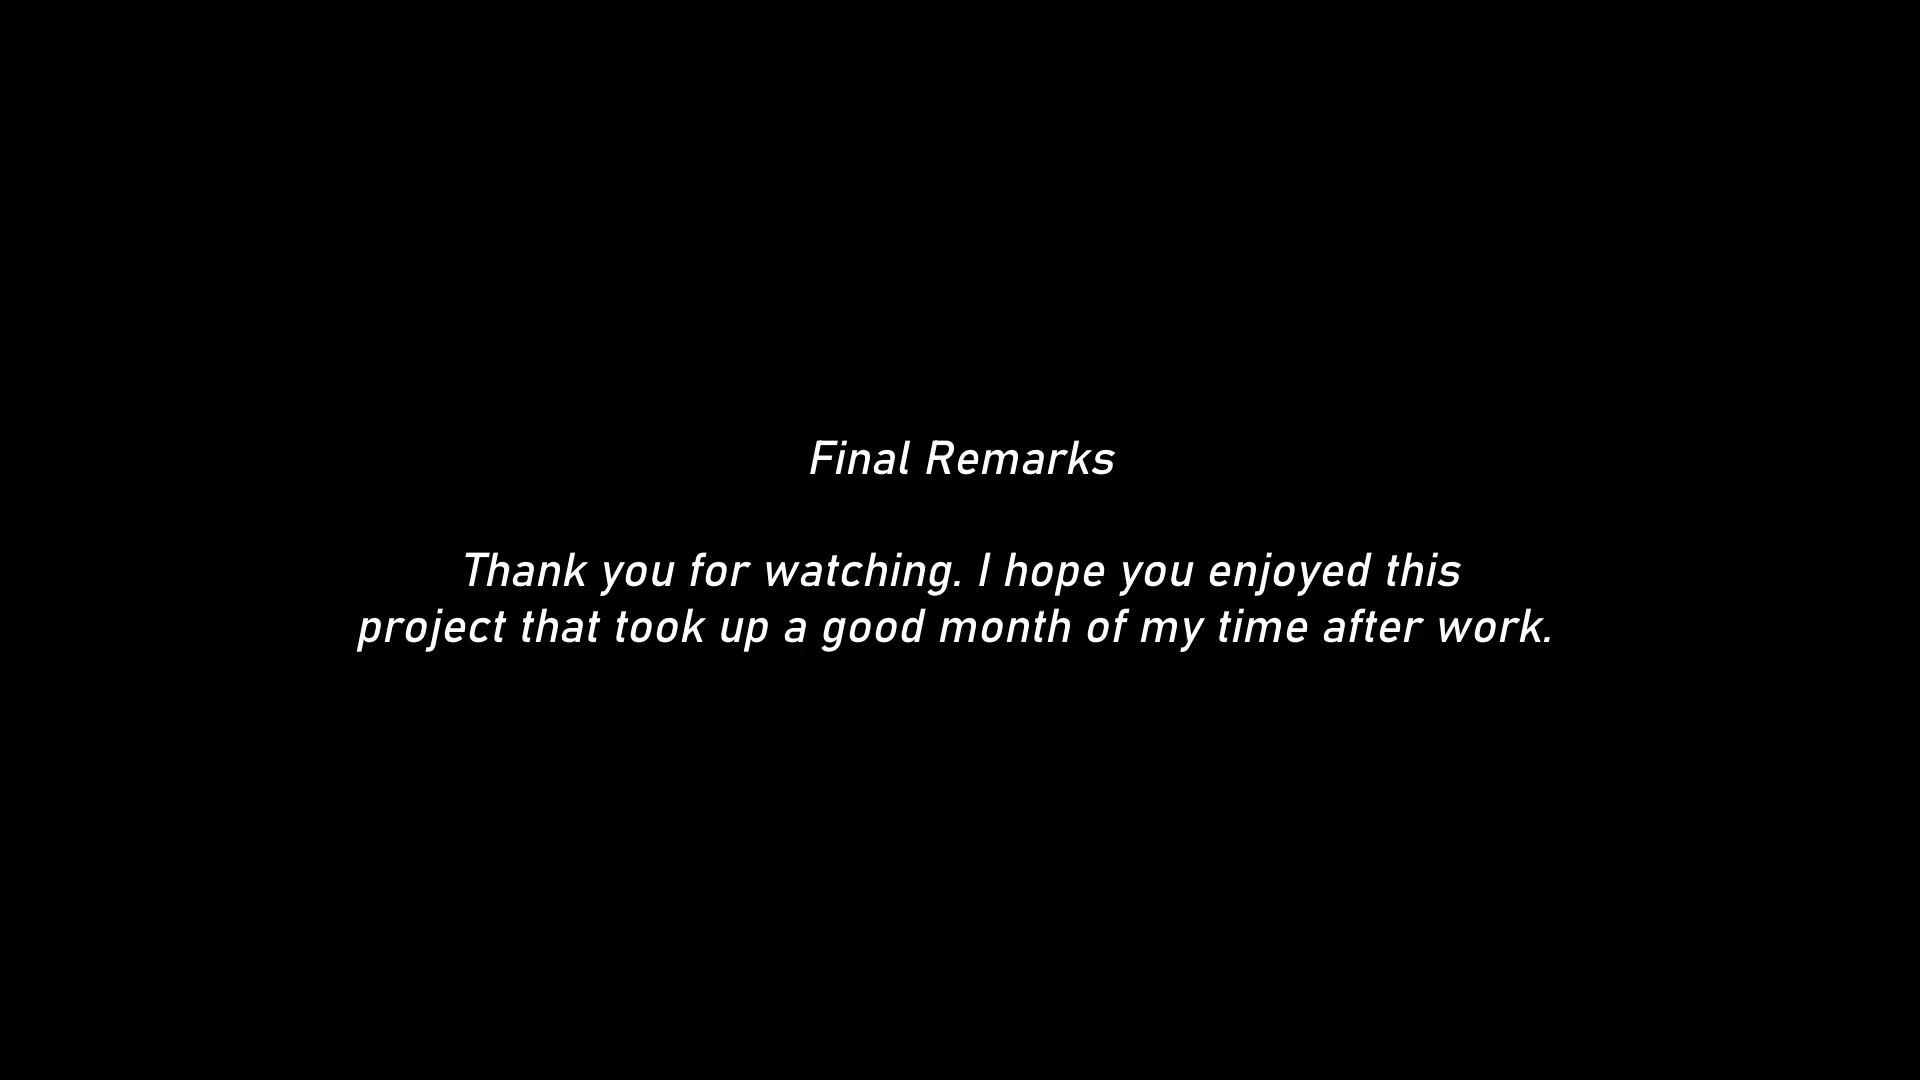 Final Remarks
Thank you for watching. I hope you enjoyed this
project that took up a good month of my time after work.